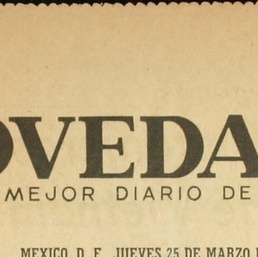 OVEDA
MEJOR DIARIO DE
MEXICO, D. F., JUEVES 25 DE MARZO